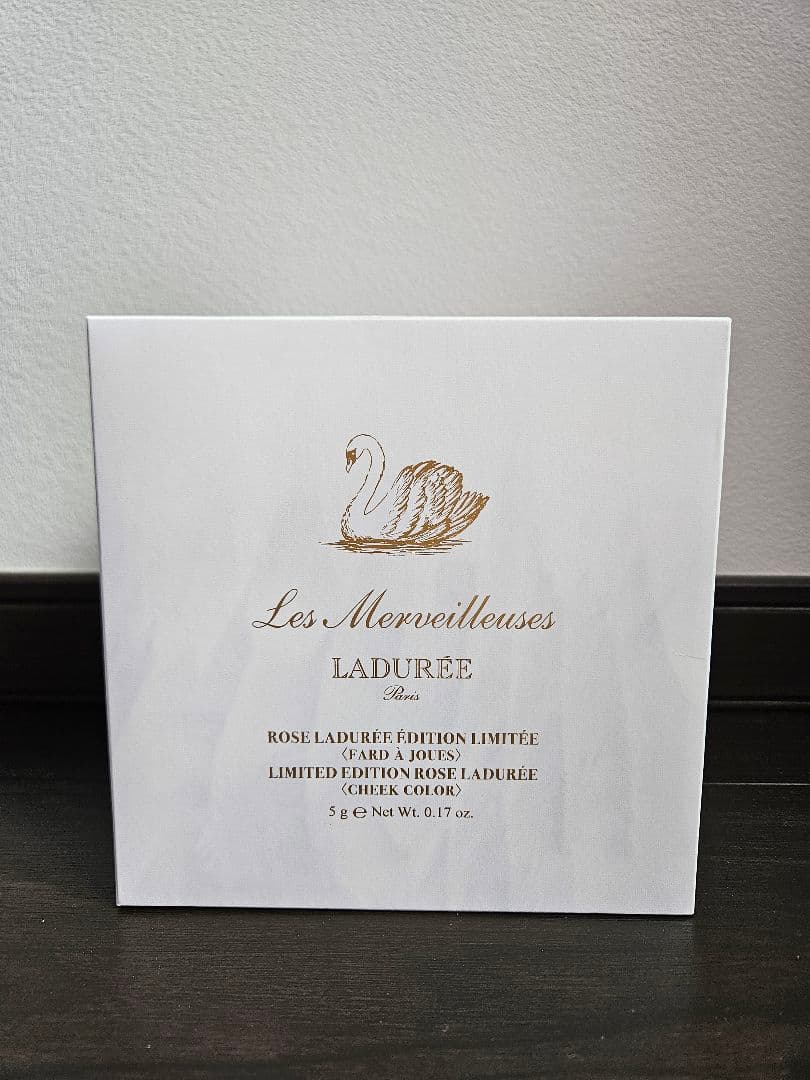 Les Merveilleuses
LADURÉE
Paris
ROSE LADURÉE ÉDITION LIMITÉE
〈FARD À JOUES〉
LIMITED EDITION ROSE LADURÉE
〈CHEEK COLOR〉
5 g ℮ Net Wt. 0.17 oz.